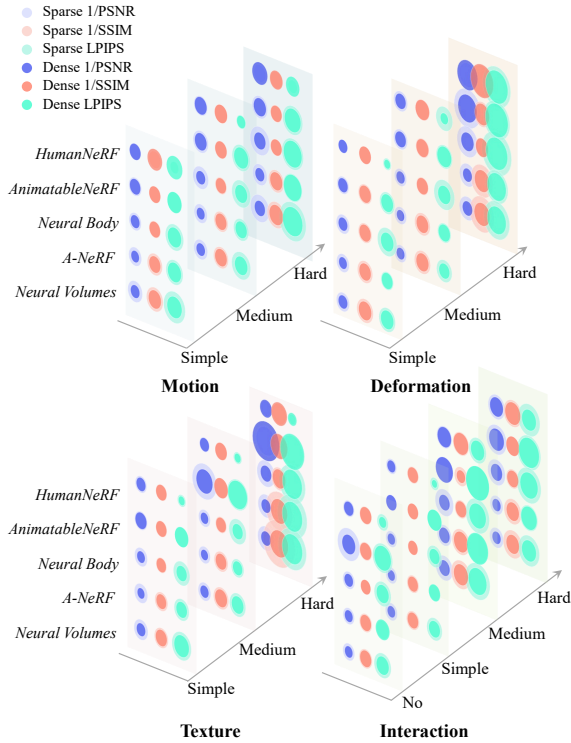 Sparse 1/PSNR
Sparse 1/SSIM
Sparse LPIPS
Dense 1/PSNR
Dense 1/SSIM
Dense LPIPS
HumanNeRF
AnimatableNeRF
Neural Body
A-NeRF
Neural Volumes
Simple
Medium
Hard
Motion
Simple
Medium
Hard
Deformation
HumanNeRF
AnimatableNeRF
Neural Body
A-NeRF
Neural Volumes
Simple
Medium
Hard
Texture
No
Simple
Medium
Hard
Interaction